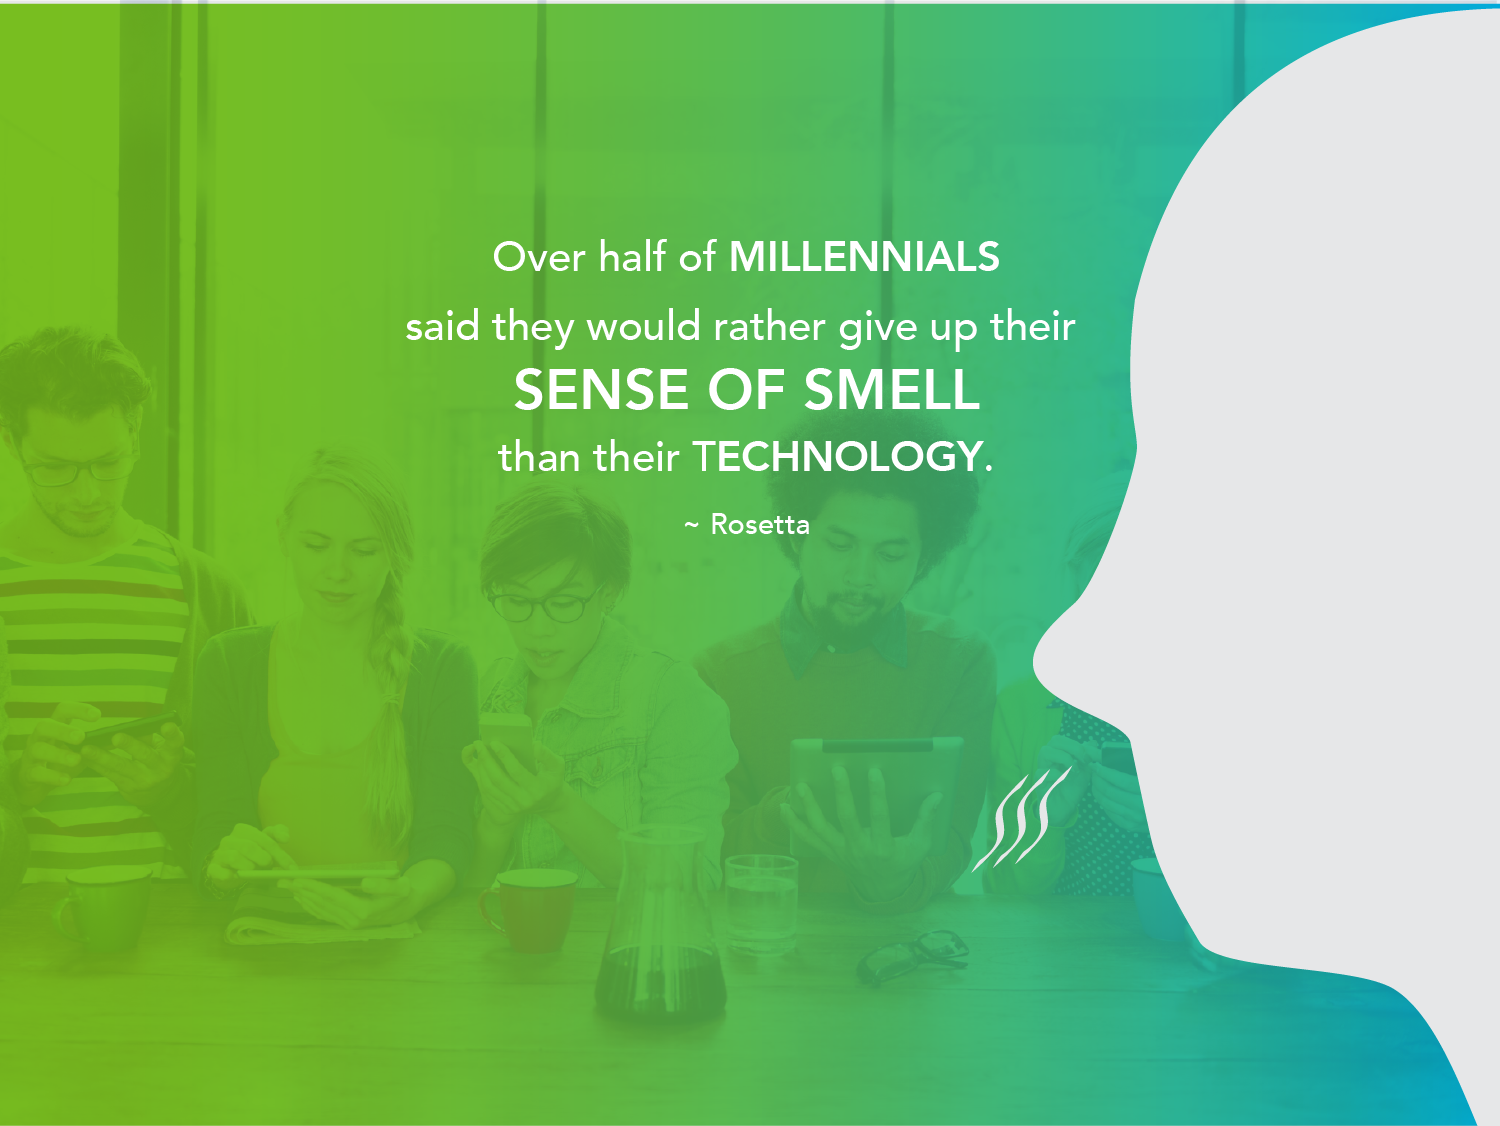 Over half of MILLENNIALS
said they would rather give up their
SENSE OF SMELL
than their TECHNOLOGY.
~ Rosetta